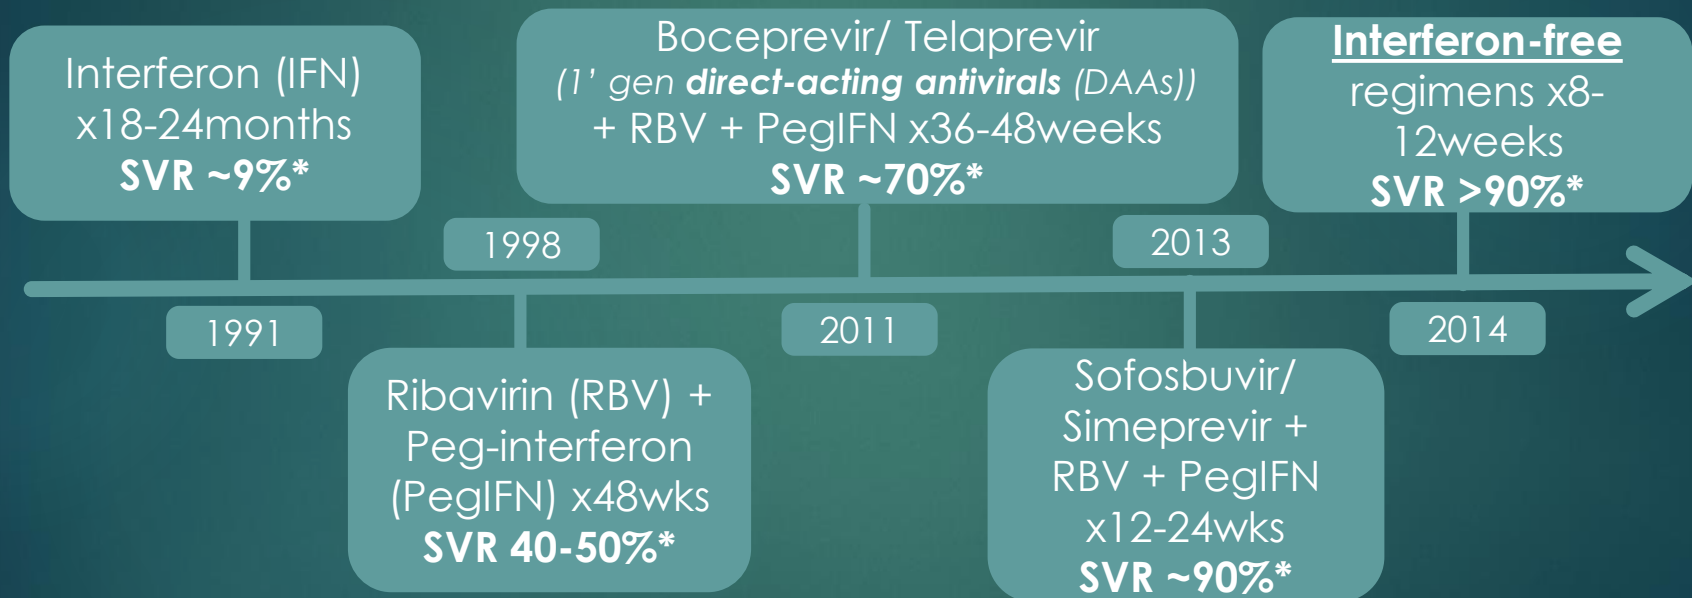 Interferon (IFN)
x18-24months
SVR ~9%*
Boceprevir/ Telaprevir
(1’ gen direct-acting antivirals (DAAs))
+ RBV + PegIFN x36-48weeks
SVR ~70%*
Interferon-free
regimens x8-
12weeks
SVR >90%*
1998
2013
1991
2011
2014
Ribavirin (RBV) +
Peg-interferon
(PegIFN) x48wks
SVR 40-50%*
Sofosbuvir/
Simeprevir +
RBV + PegIFN
x12-24wks
SVR ~90%*